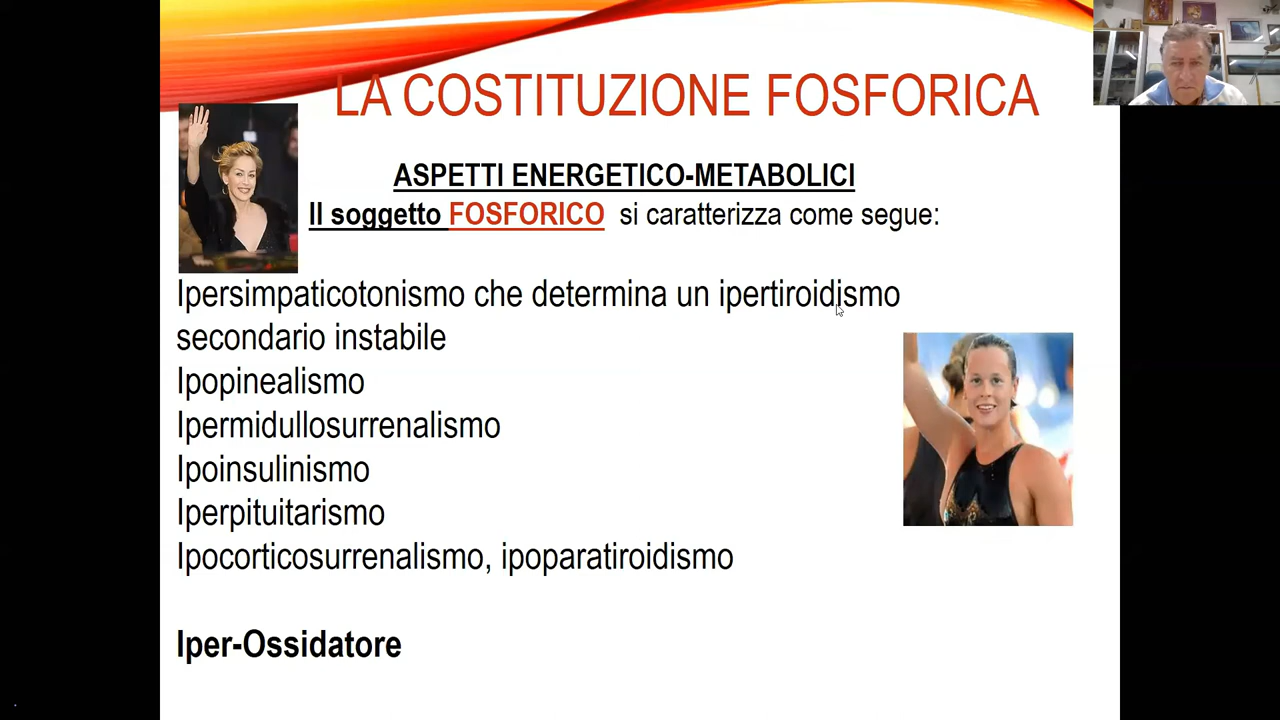 LA COSTITUZIONE FOSFORICA
ASPETTI ENERGETICO-METABOLICI
Il soggetto FOSFORICO si caratterizza come segue:
Ipersimpaticotonismo che determina un ipertiroidismo
secondario instabile
Ipopinealismo
Ipermidullosurrenalismo
Ipoinsulinismo
Iperpituitarismo
Ipocorticosurrenalismo, ipoparatiroidismo
Iper-Ossidatore